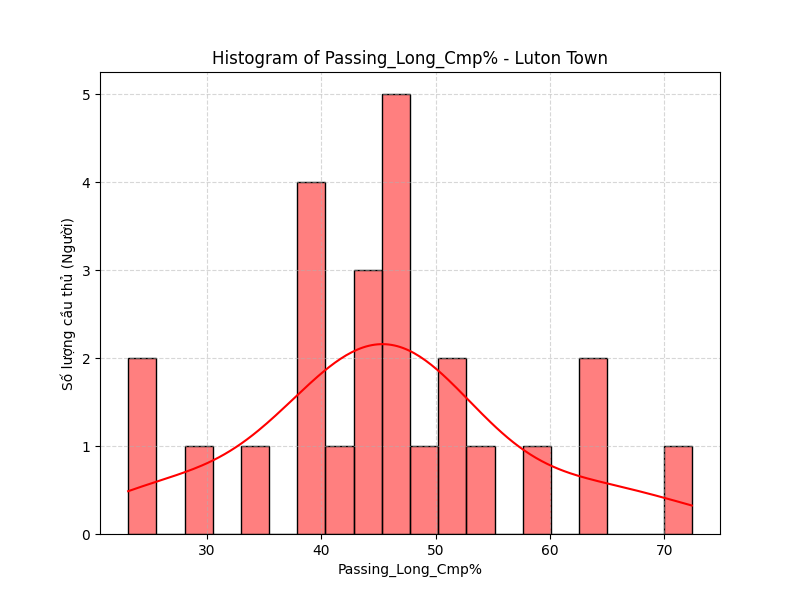 Histogram of Passing_Long_Cmp% - Luton Town
Số lượng cầu thủ (Người)
5
4
3
2
1
0
30 40 50 60 70
Passing_Long_Cmp%